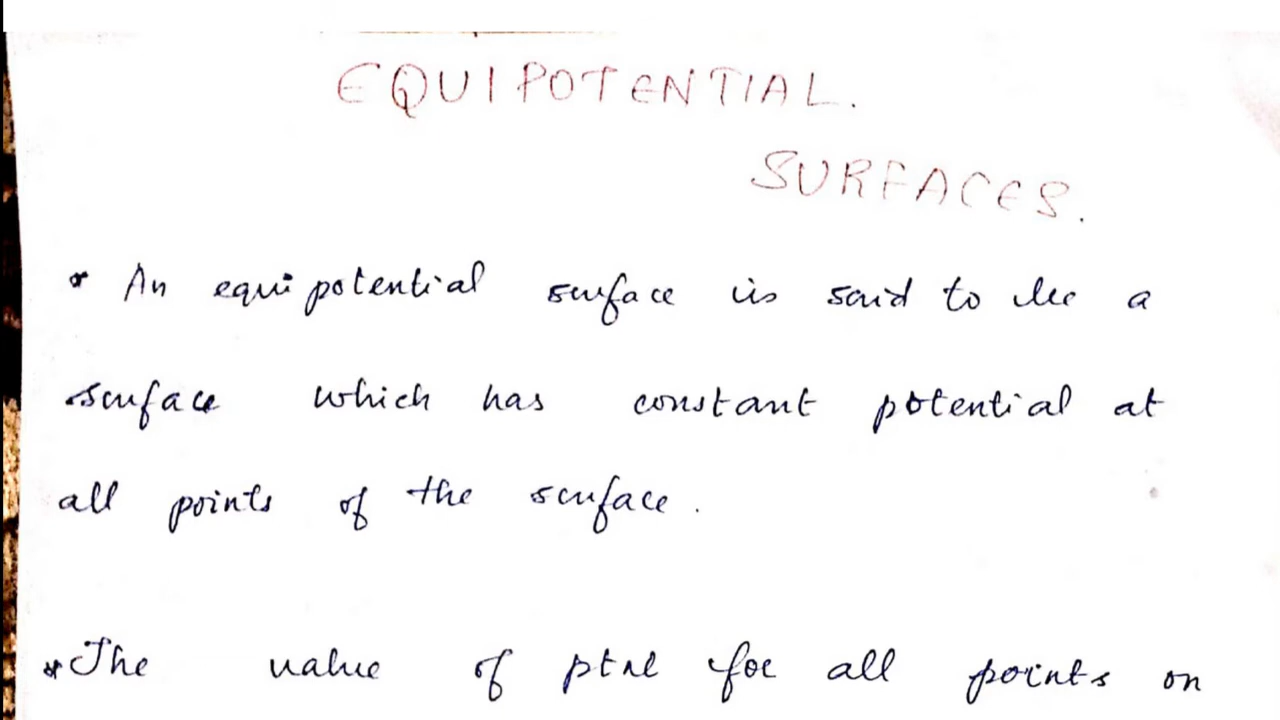 EQUIPOTENTIAL.
SURFACES.
* An equipotential surface is said to be a
surface which has constant potential at
all points of the surface.
* The value of ptnl for all points on